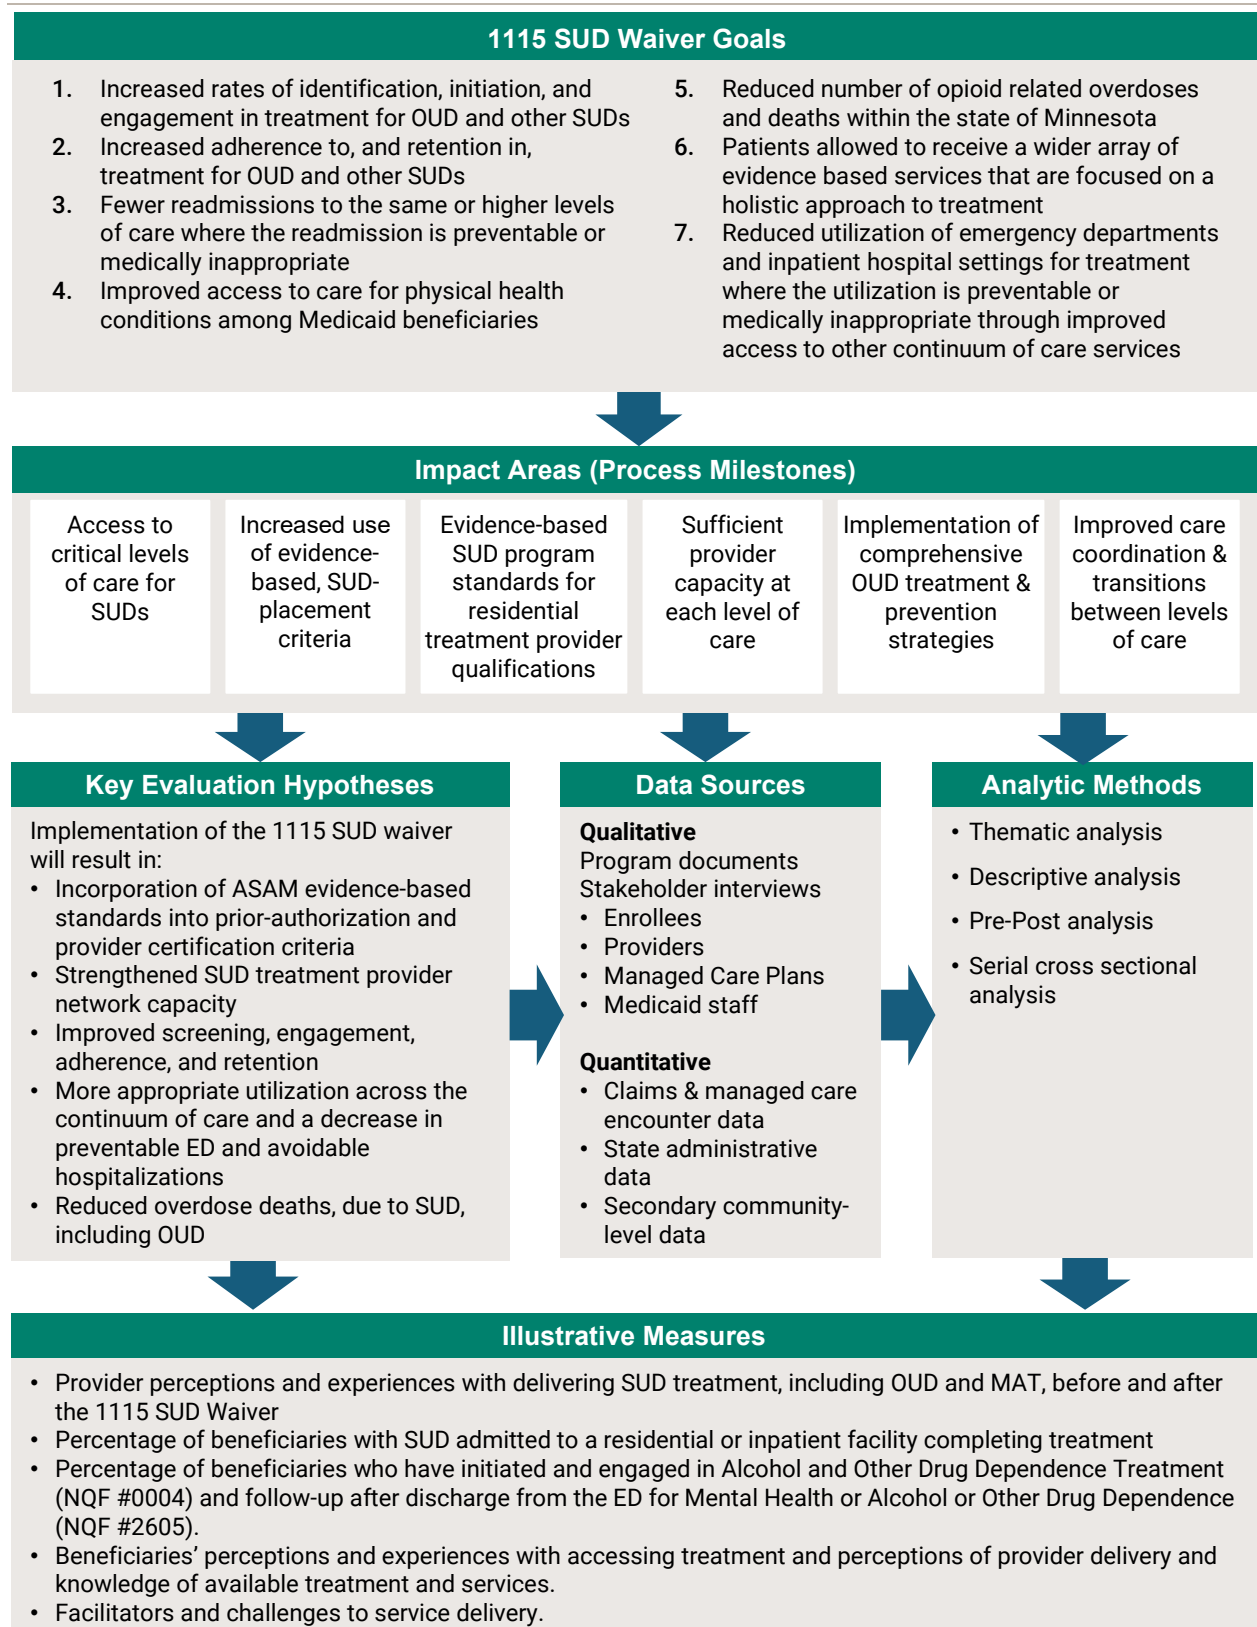 1115 SUD Waiver Goals
1. Increased rates of identification, initiation, and
engagement in treatment for OUD and other SUDs
2. Increased adherence to, and retention in,
treatment for OUD and other SUDs
3. Fewer readmissions to the same or higher levels
of care where the readmission is preventable or
medically inappropriate
4. Improved access to care for physical health
conditions among Medicaid beneficiaries
5. Reduced number of opioid related overdoses
and deaths within the state of Minnesota
6. Patients allowed to receive a wider array of
evidence based services that are focused on a
holistic approach to treatment
7. Reduced utilization of emergency departments
and inpatient hospital settings for treatment
where the utilization is preventable or
medically inappropriate through improved
access to other continuum of care services
Impact Areas (Process Milestones)
Access to
critical levels
of care for
SUDs
Increased use
of evidence-
based, SUD-
placement
criteria
Evidence-based
SUD program
standards for
residential
treatment provider
qualifications
Sufficient
provider
capacity at
each level of
care
Implementation of
comprehensive
OUD treatment &
prevention
strategies
Improved care
coordination &
transitions
between levels
of care
Key Evaluation Hypotheses
Implementation of the 1115 SUD waiver
will result in:
• Incorporation of ASAM evidence-based
standards into prior-authorization and
provider certification criteria
• Strengthened SUD treatment provider
network capacity
• Improved screening, engagement,
adherence, and retention
• More appropriate utilization across the
continuum of care and a decrease in
preventable ED and avoidable
hospitalizations
• Reduced overdose deaths, due to SUD,
including OUD
Data Sources
Qualitative
Program documents
Stakeholder interviews
• Enrollees
• Providers
• Managed Care Plans
• Medicaid staff
Quantitative
• Claims & managed care
encounter data
• State administrative
data
• Secondary community-
level data
Analytic Methods
• Thematic analysis
• Descriptive analysis
• Pre-Post analysis
• Serial cross sectional
analysis
Illustrative Measures
• Provider perceptions and experiences with delivering SUD treatment, including OUD and MAT, before and after
the 1115 SUD Waiver
• Percentage of beneficiaries with SUD admitted to a residential or inpatient facility completing treatment
• Percentage of beneficiaries who have initiated and engaged in Alcohol and Other Drug Dependence Treatment
(NQF #0004) and follow-up after discharge from the ED for Mental Health or Alcohol or Other Drug Dependence
(NQF #2605).
• Beneficiaries’ perceptions and experiences with accessing treatment and perceptions of provider delivery and
knowledge of available treatment and services.
• Facilitators and challenges to service delivery.